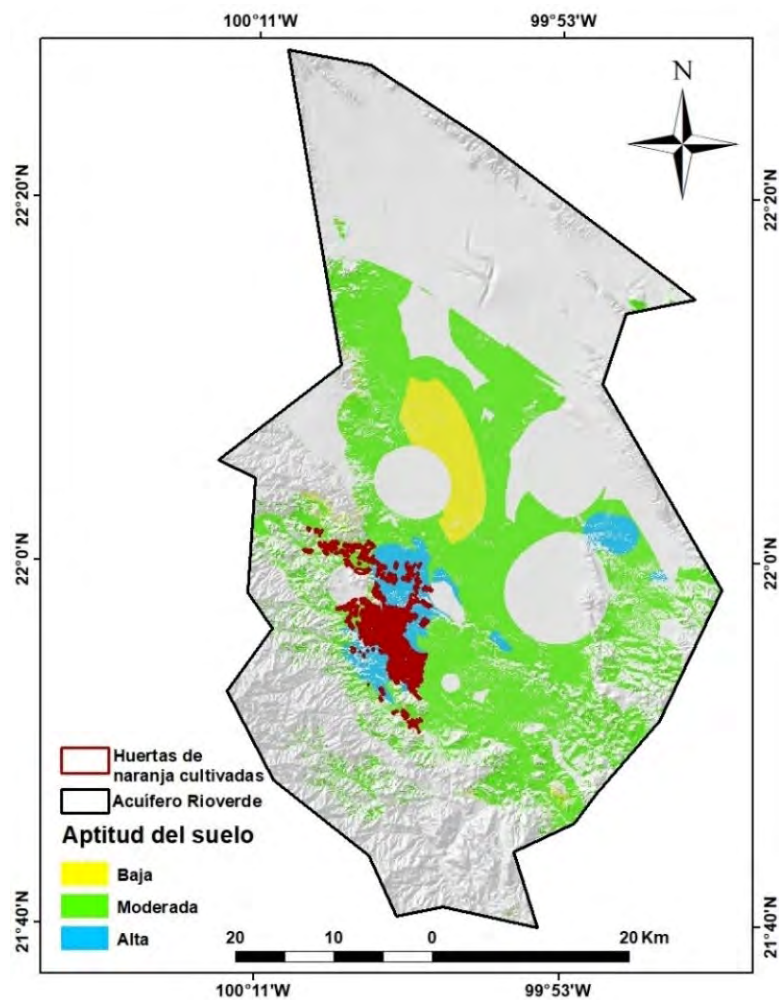 100°11'W
99°53'W
N
22°20'N
22°20'N
22°0'N
22°0'N
Huertas de
naranja cultivadas
Acuífero Rioverde
Aptitud del suelo
Baja
Moderada
Alta
21°40'N
21°40'N
20
10
0
20 Km
100°11'W
99°53'W